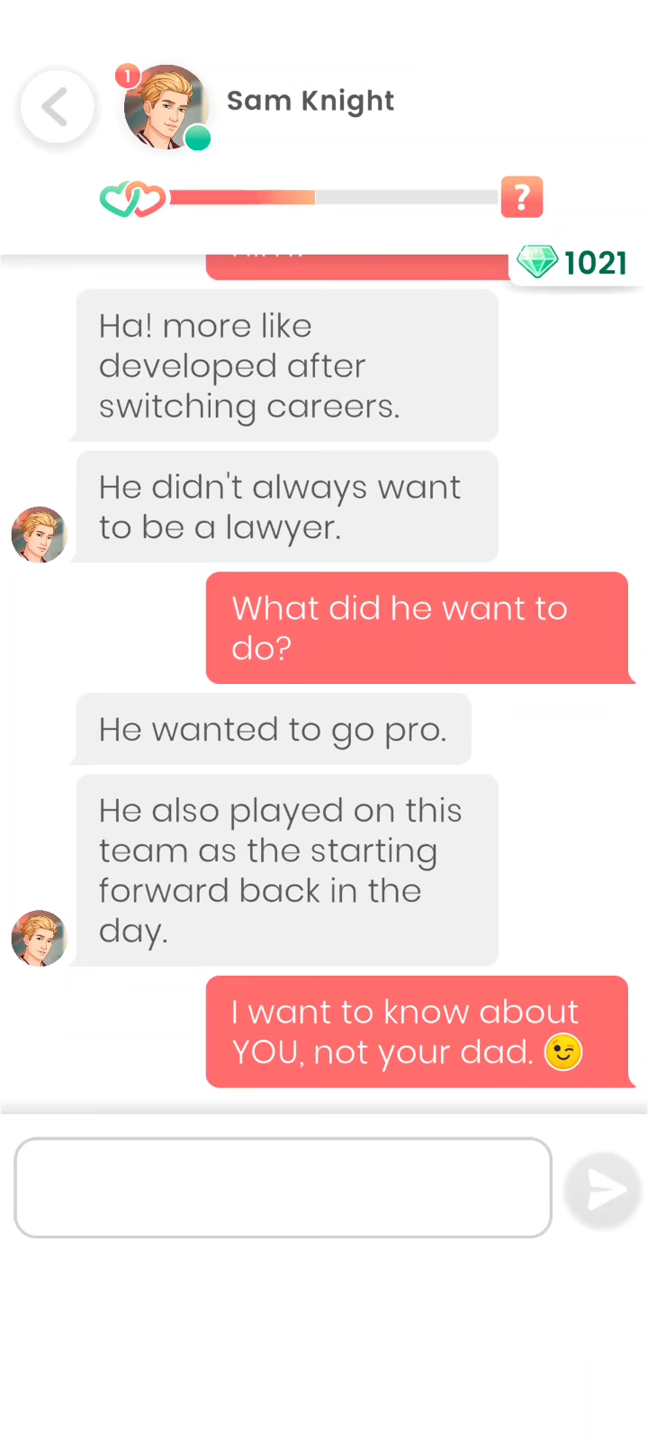 1
Sam Knight
?
1021
Ha! more like
developed after
switching careers.
He didn't always want
to be a lawyer.
What did he want to
do?
He wanted to go pro.
He also played on this
team as the starting
forward back in the
day.
I want to know about
YOU, not your dad. 😉